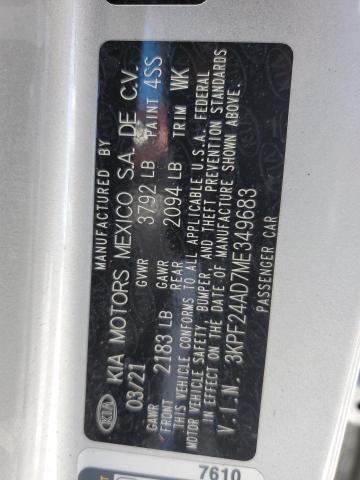 MANUFACTURED BY
KIA KIA MOTORS MEXICO S.A. DE C.V.
03/21 GVWR 3792 LB PAINT 4SS
GAWR FRONT 2183 LB GAWR REAR 2094 LB TRIM WK
THIS VEHICLE CONFORMS TO ALL APPLICABLE U.S.A. FEDERAL
MOTOR VEHICLE SAFETY, BUMPER, AND THEFT PREVENTION STANDARDS
IN EFFECT ON THE DATE OF MANUFACTURE SHOWN ABOVE.
V.I.N. 3KPF24AD7ME349683
PASSENGER CAR
7610